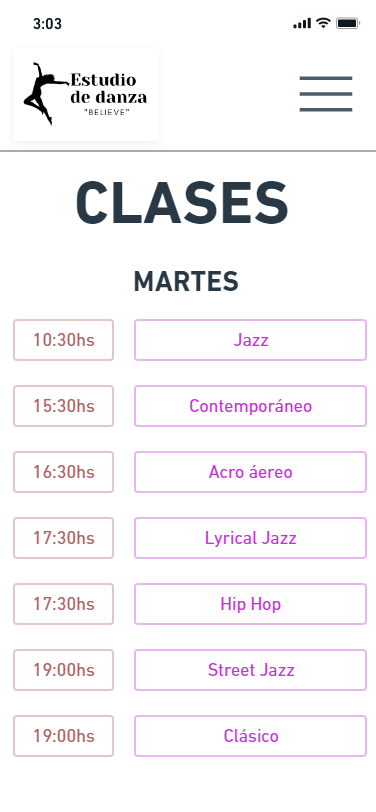 3:03
Estudio
de danza
"BELIEVE"
CLASES
MARTES
10:30hs Jazz
15:30hs Contemporáneo
16:30hs Acro áereo
17:30hs Lyrical Jazz
17:30hs Hip Hop
19:00hs Street Jazz
19:00hs Clásico